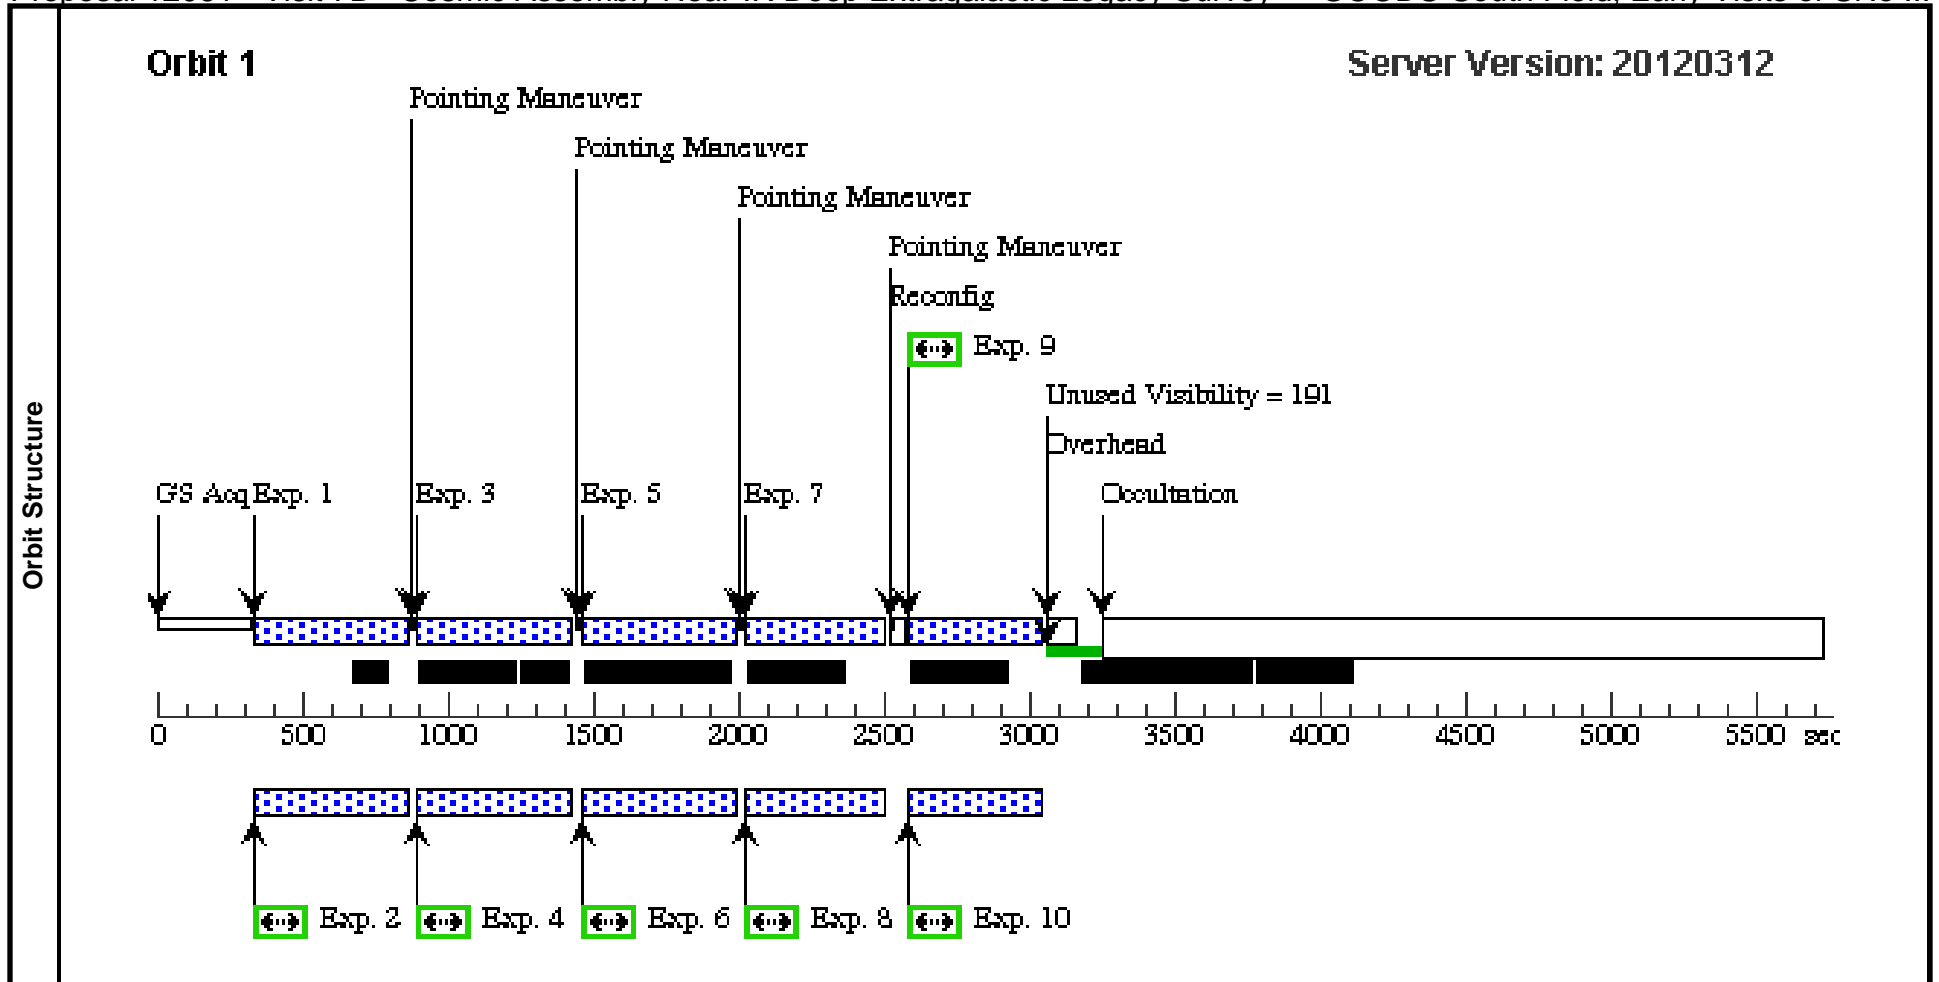 Orbit 1
Server Version: 20120312
Pointing Maneuver
Pointing Maneuver
Pointing Maneuver
Pointing Maneuver
Reconfig
Exp. 9
Unused Visibility = 191
Overhead
GS Acq Exp. 1
Exp. 3
Exp. 5
Exp. 7
Occultation
Orbit Structure
0 500 1000 1500 2000 2500 3000 3500 4000 4500 5000 5500 sec
Exp. 2
Exp. 4
Exp. 6
Exp. 8
Exp. 10